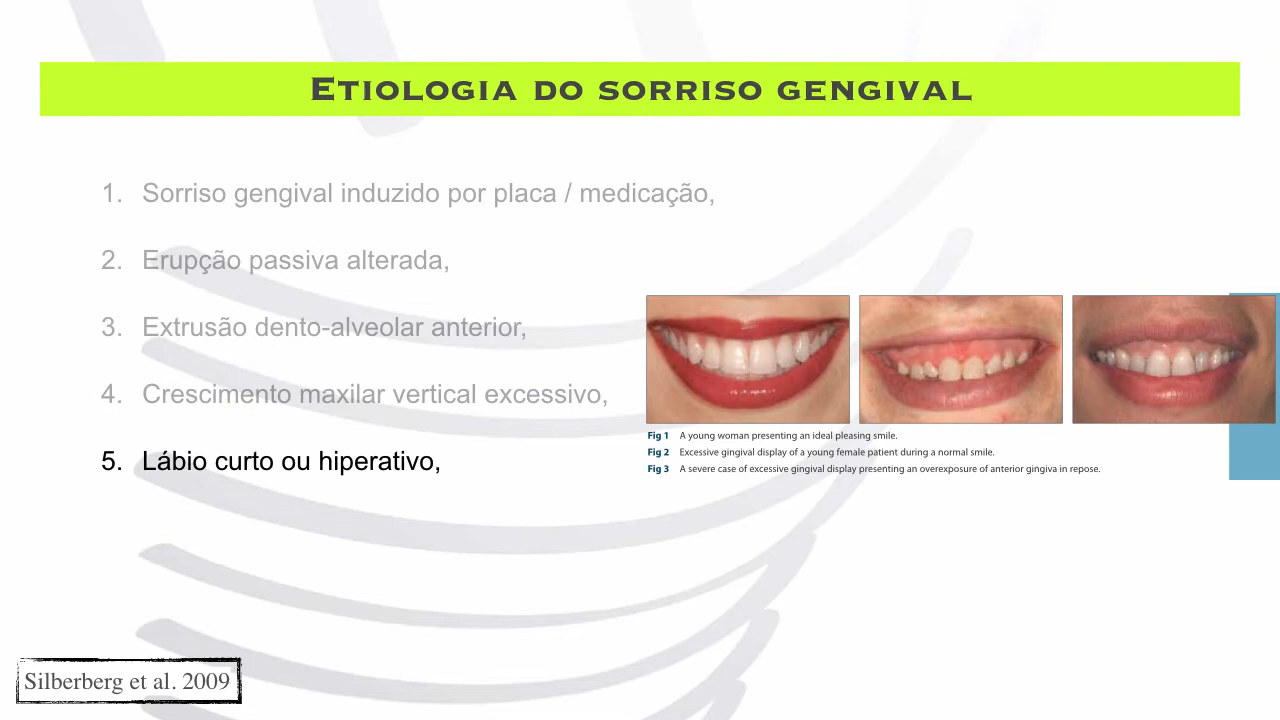 Etiologia do sorriso gengival
1. Sorriso gengival induzido por placa / medicação,
2. Erupção passiva alterada,
3. Extrusão dento-alveolar anterior,
4. Crescimento maxilar vertical excessivo,
5. Lábio curto ou hiperativo,
Fig 1 A young woman presenting an ideal pleasing smile.
Fig 2 Excessive gingival display of a young female patient during a normal smile.
Fig 3 A severe case of excessive gingival display presenting an overexposure of anterior gingiva in repose.
Silberberg et al. 2009